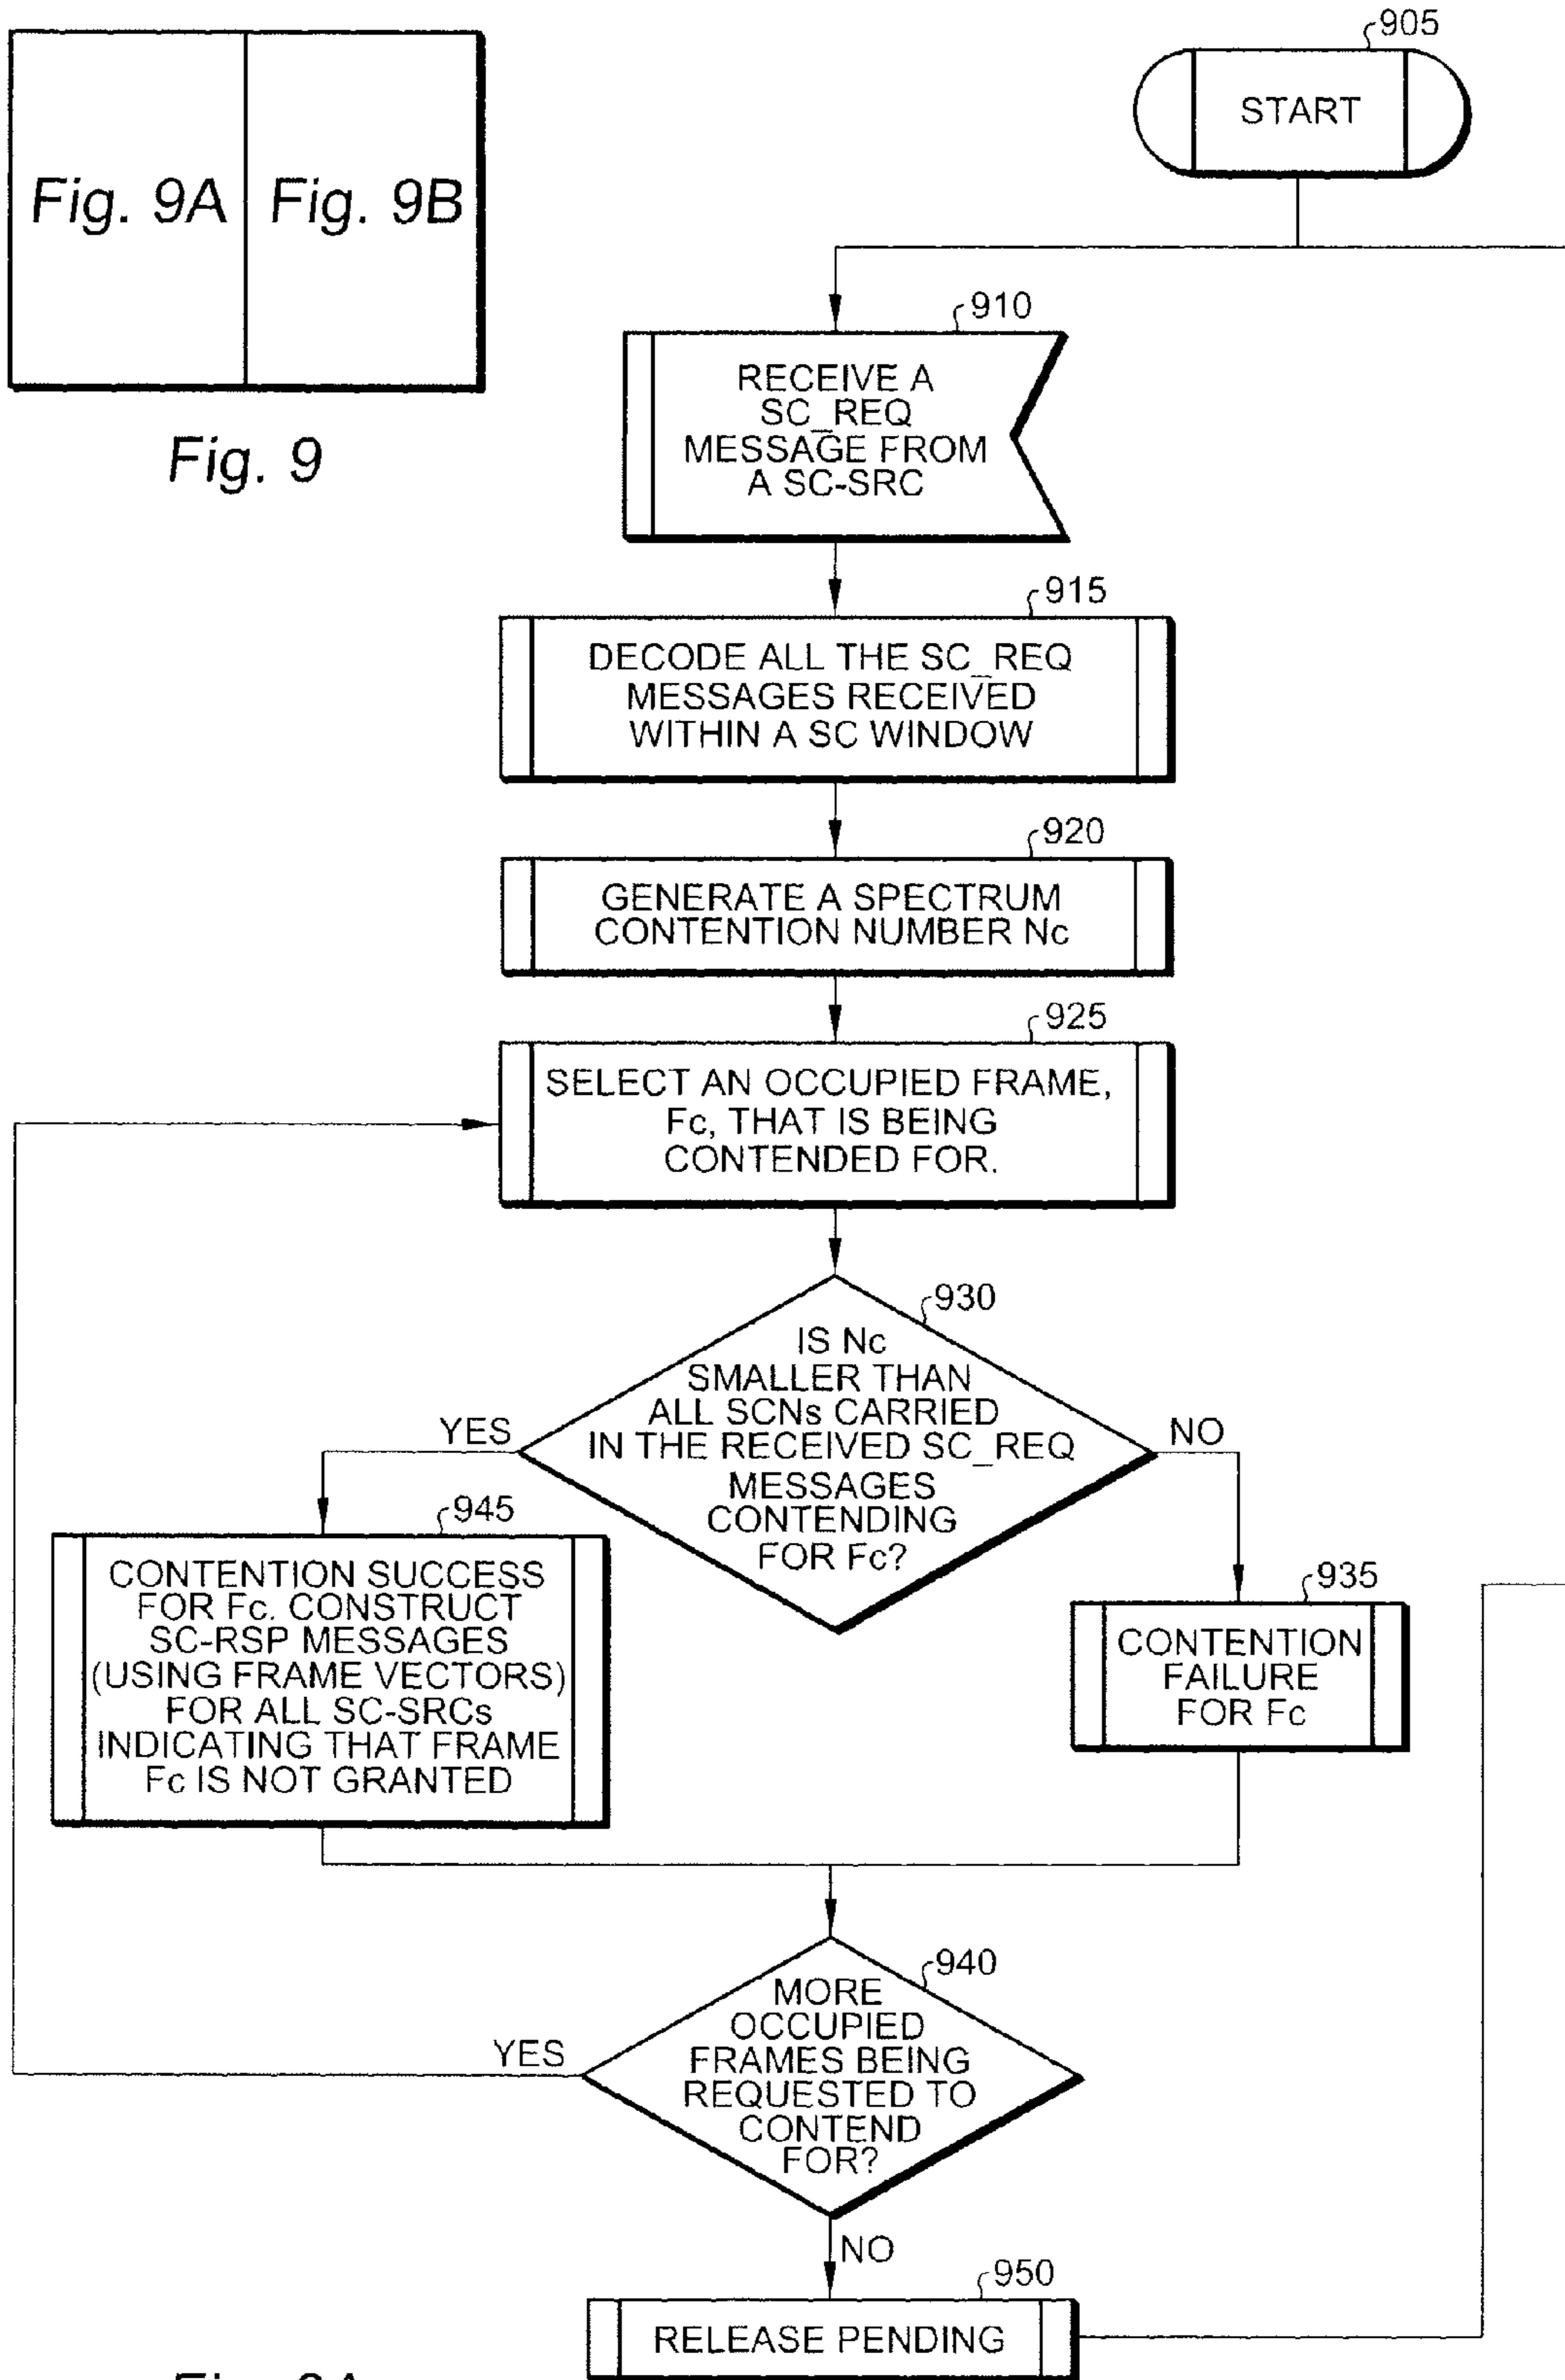 Fig. 9A
Fig. 9B
Fig. 9
905
START
910
RECEIVE A
SC_REQ
MESSAGE FROM
A SC-SRC
915
DECODE ALL THE SC_REQ
MESSAGES RECEIVED
WITHIN A SC WINDOW
920
GENERATE A SPECTRUM
CONTENTION NUMBER Nc
925
SELECT AN OCCUPIED FRAME,
Fc, THAT IS BEING
CONTENDED FOR.
930
IS Nc
SMALLER THAN
ALL SCNs CARRIED
IN THE RECEIVED SC_REQ
MESSAGES
CONTENDING
FOR Fc?
YES
NO
945
CONTENTION SUCCESS
FOR Fc. CONSTRUCT
SC-RSP MESSAGES
(USING FRAME VECTORS)
FOR ALL SC-SRCs
INDICATING THAT FRAME
Fc IS NOT GRANTED
935
CONTENTION
FAILURE
FOR Fc
940
MORE
OCCUPIED
FRAMES BEING
REQUESTED TO
CONTEND
FOR?
YES
NO
950
RELEASE PENDING